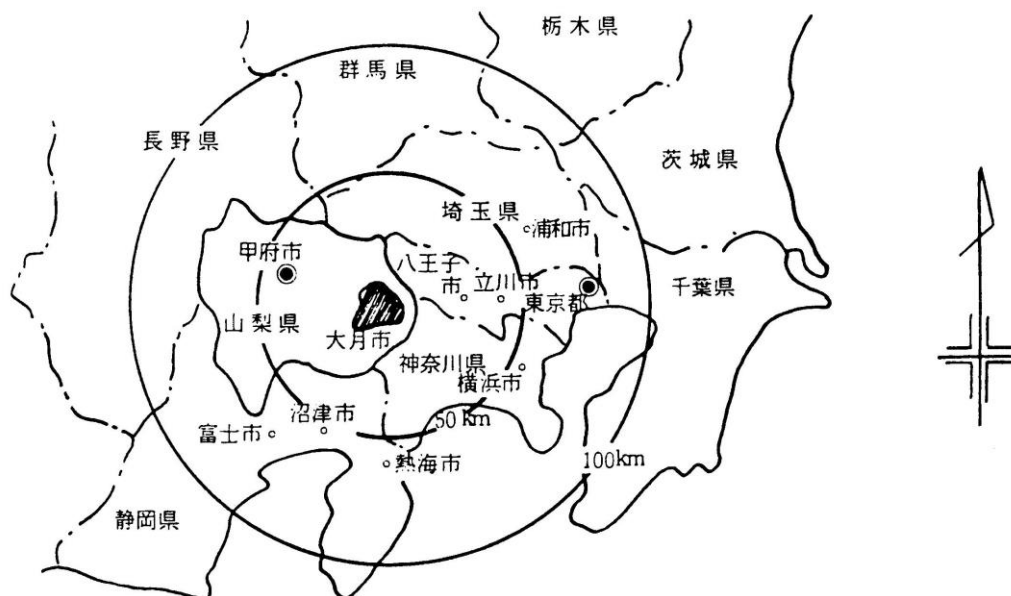 栃木県
群馬県
長野県
茨城県
埼玉県
浦和市
甲府市
八王子
市
立川市
東京都
千葉県
山梨県
大月市
神奈川県
横浜市
沼津市
50km
富士市
熱海市
100km
静岡県